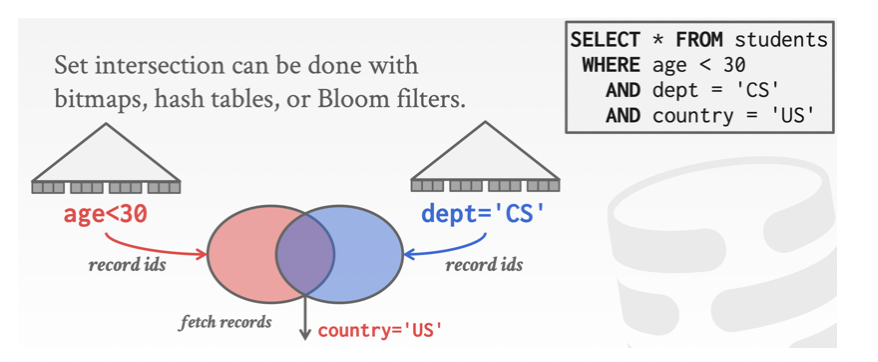 Set intersection can be done with
bitmaps, hash tables, or Bloom filters.
SELECT * FROM students
WHERE age < 30
AND dept = 'CS'
AND country = 'US'
age<30
dept='CS'
record ids
record ids
fetch records
country='US'